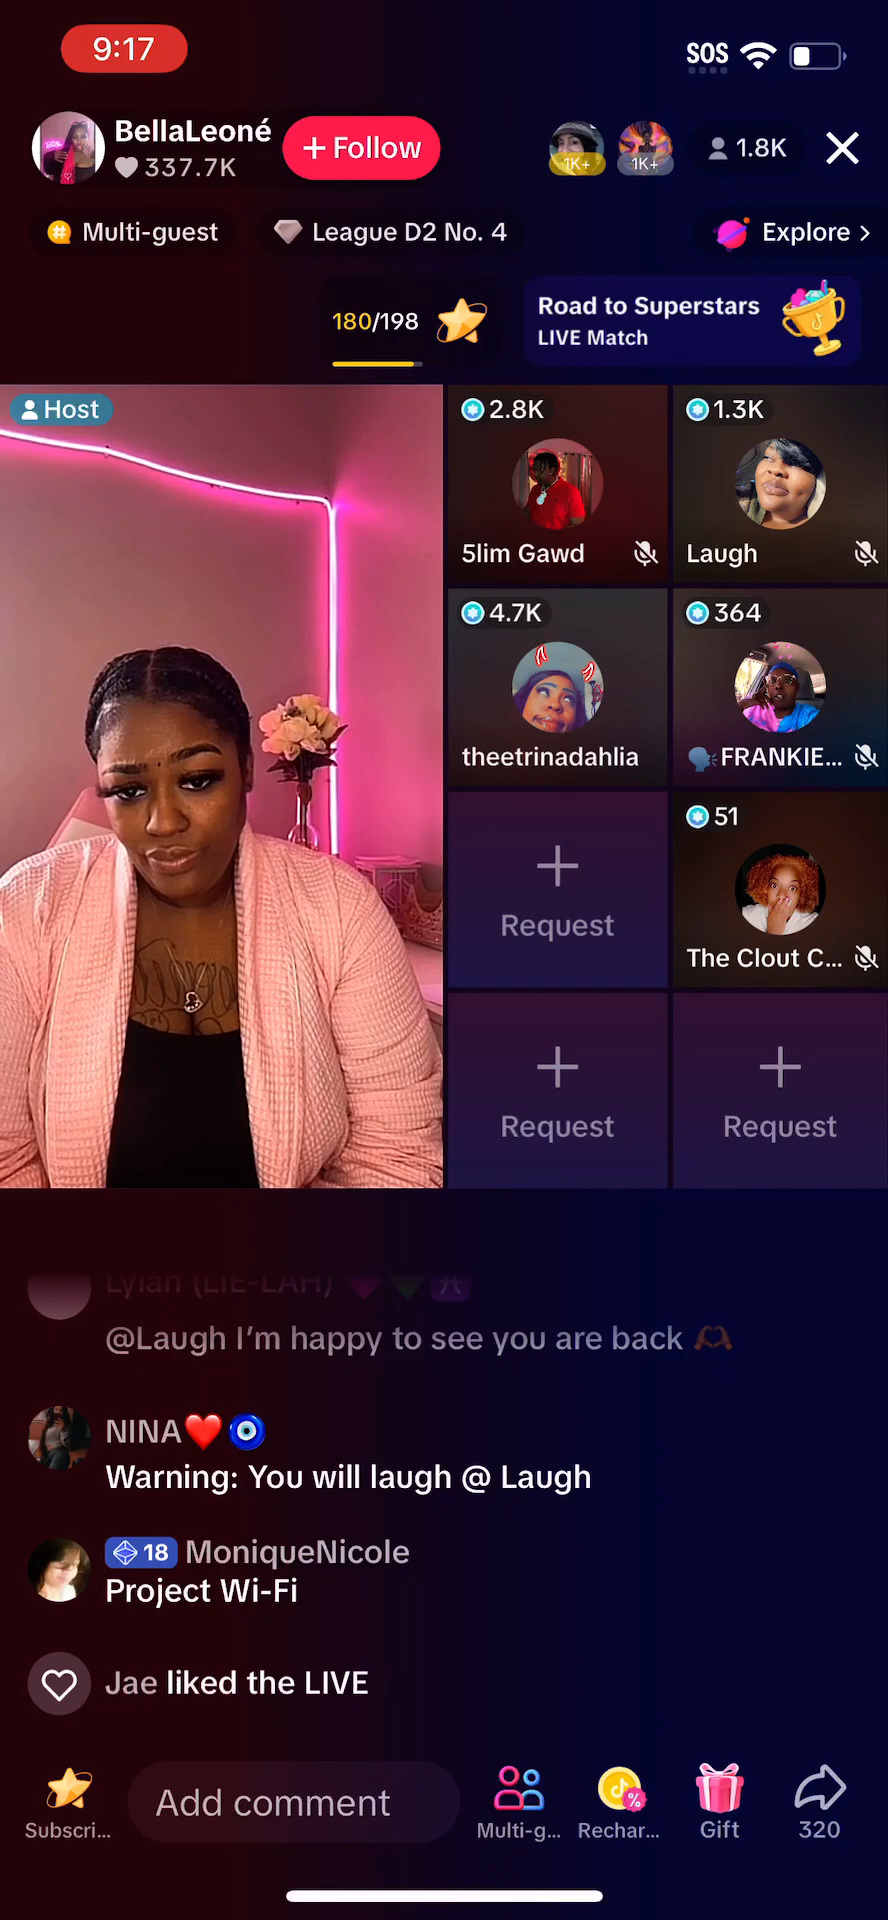 9:17
SOS
BellaLeoné
+ Follow
337.7K
1K+
1K+
1.8K
Multi-guest
League D2 No. 4
Explore >
180/198
Road to Superstars
LIVE Match
Host
2.8K
5lim Gawd
1.3K
Laugh
4.7K
theetrinadahlia
364
FRANKIE...
Request
51
The Clout C...
Request
Request
Lylah (LIE-LAH)
@Laugh I'm happy to see you are back
NINA
Warning: You will laugh @ Laugh
18 MoniqueNicole
Project Wi-Fi
Jae liked the LIVE
Subscri...
Add comment
Multi-g...
Rechar...
Gift
320